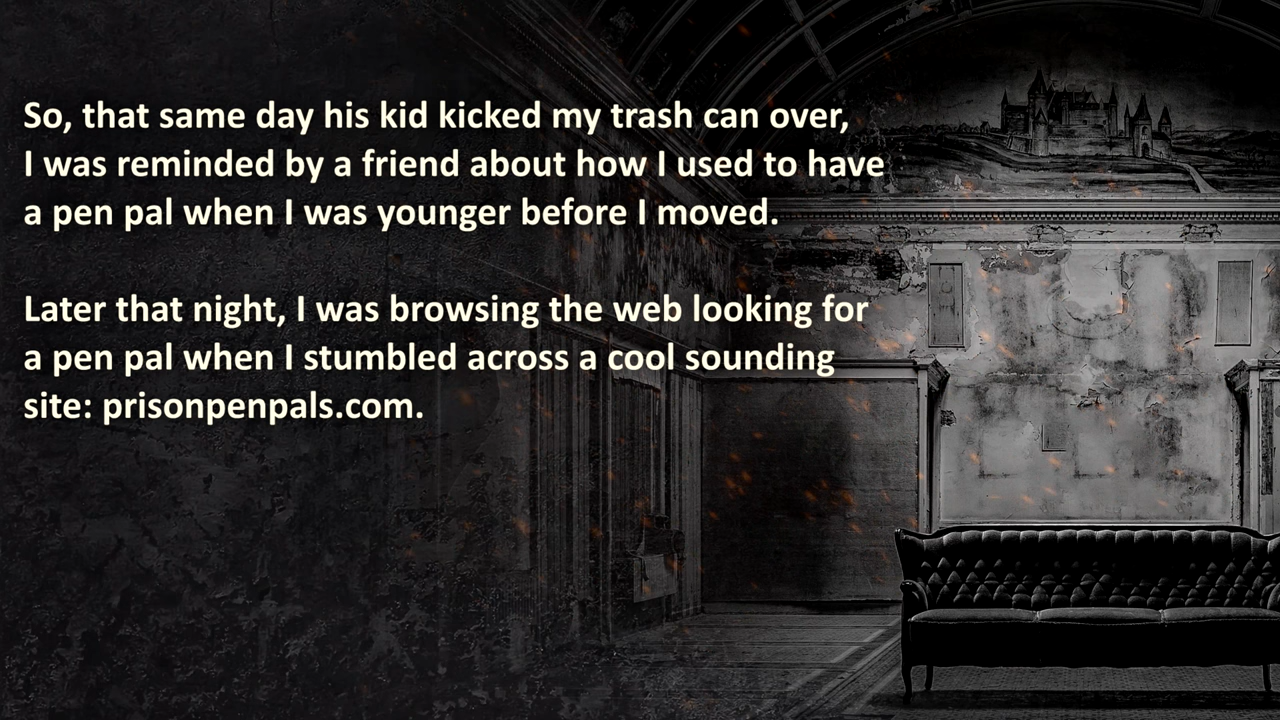 So, that same day his kid kicked my trash can over,
I was reminded by a friend about how I used to have
a pen pal when I was younger before I moved.
Later that night, I was browsing the web looking for
a pen pal when I stumbled across a cool sounding
site: prisonpenpals.com.